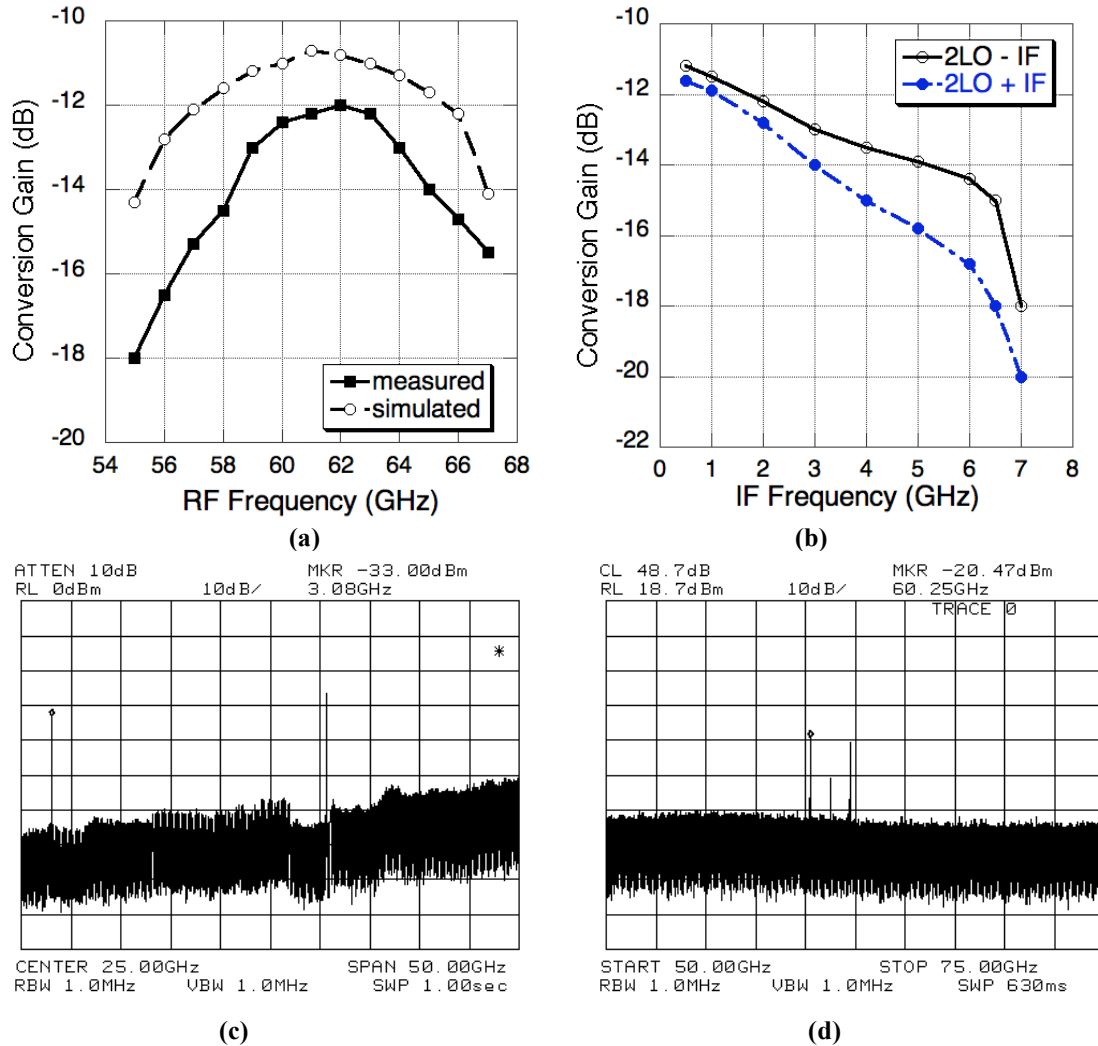 -10
-12
-14
-16
-18
-20
Conversion Gain (dB)
measured
simulated
54 56 58 60 62 64 66 68
RF Frequency (GHz)
(a)
-10
-12
-14
-16
-18
-20
-22
Conversion Gain (dB)
2LO - IF
2LO + IF
0 1 2 3 4 5 6 7 8
IF Frequency (GHz)
(b)
ATTEN 10dB MKR -33.00dBm
RL 0dBm 10dB/ 3.08GHz
*
CENTER 25.00GHz SPAN 50.00GHz
RBW 1.0MHz VBW 1.0MHz SWP 1.00sec
(c)
CL 48.7dB MKR -20.47dBm
RL 18.7dBm 10dB/ 60.25GHz
TRACE 0
START 50.00GHz STOP 75.00GHz
RBW 1.0MHz VBW 1.0MHz SWP 630ms
(d)